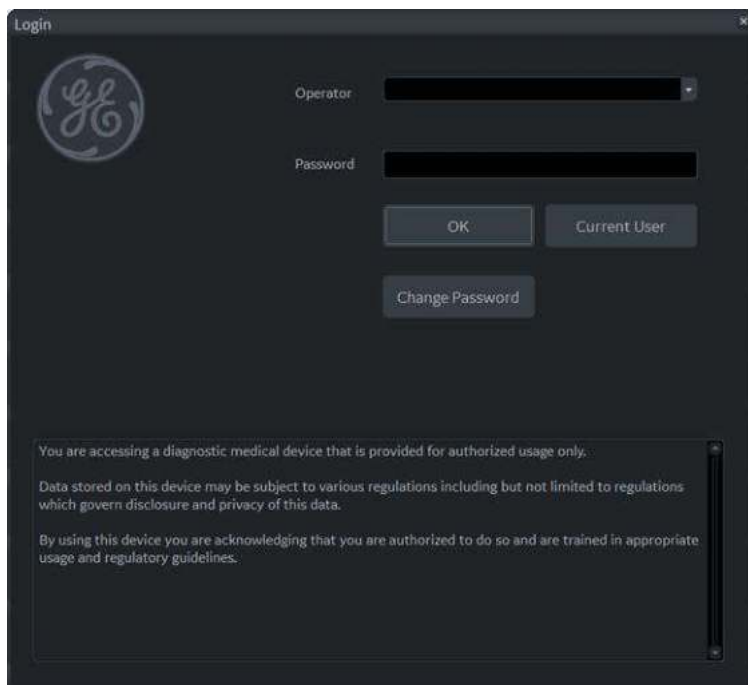 Login
GE
Operator
Password
OK
Current User
Change Password
You are accessing a diagnostic medical device that is provided for authorized usage only.
Data stored on this device may be subject to various regulations including but not limited to regulations
which govern disclosure and privacy of this data.
By using this device you are acknowledging that you are authorized to do so and are trained in appropriate
usage and regulatory guidelines.